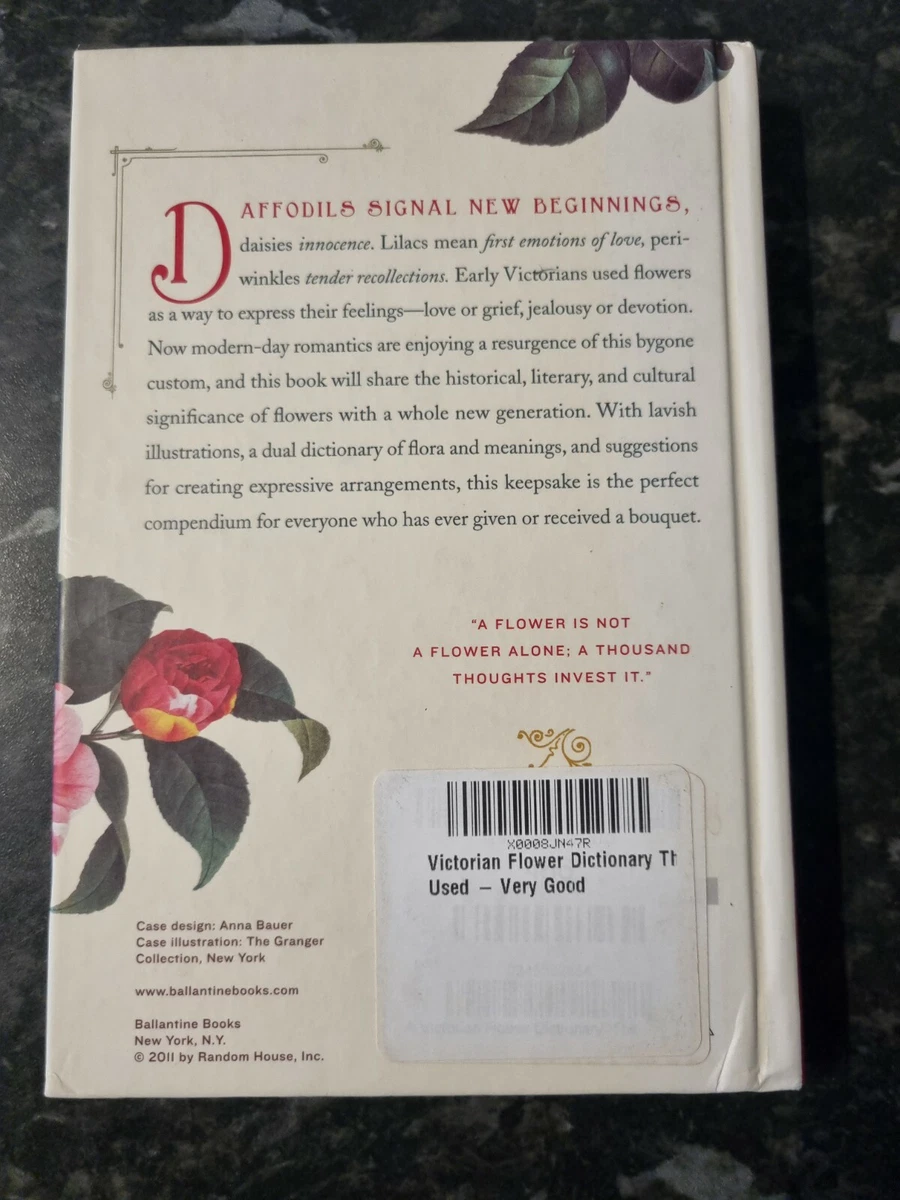 DAFFODILS SIGNAL NEW BEGINNINGS,
daisies innocence. Lilacs mean first emotions of love, peri-
winkles tender recollections. Early Victorians used flowers
as a way to express their feelings—love or grief, jealousy or devotion.
Now modern-day romantics are enjoying a resurgence of this bygone
custom, and this book will share the historical, literary, and cultural
significance of flowers with a whole new generation. With lavish
illustrations, a dual dictionary of flora and meanings, and suggestions
for creating expressive arrangements, this keepsake is the perfect
compendium for everyone who has ever given or received a bouquet.
"A FLOWER IS NOT
A FLOWER ALONE; A THOUSAND
THOUGHTS INVEST IT."
X0008JN47R
Victorian Flower Dictionary Th
Used – Very Good
Case design: Anna Bauer
Case illustration: The Granger
Collection, New York
www.ballantinebooks.com
Ballantine Books
New York, N.Y.
© 2011 by Random House, Inc.